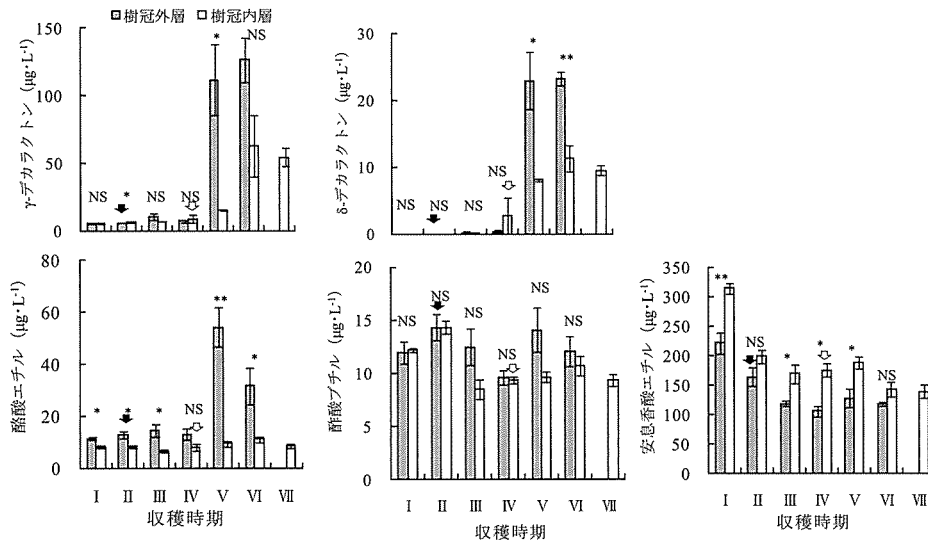 樹冠外層 樹冠内層
γ-デカラクトン (μg・L-1)
150
100
50
0
NS
*
NS
NS
*
NS
δ-デカラクトン (μg・L-1)
30
20
10
0
NS
NS
NS
NS
*
**
酪酸エチル (μg・L-1)
80
60
40
20
0
*
*
*
NS
**
*
I II III IV V VI VII
収穫時期
酢酸ブチル (μg・L-1)
20
15
10
5
0
NS
NS
NS
NS
NS
NS
I II III IV V VI VII
収穫時期
安息香酸エチル (μg・L-1)
350
300
250
200
150
100
50
0
**
NS
*
*
*
NS
I II III IV V VI VII
収穫時期